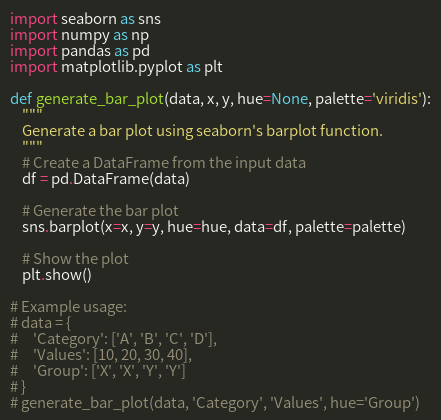 import seaborn as sns
import numpy as np
import pandas as pd
import matplotlib.pyplot as plt

def generate_bar_plot(data, x, y, hue=None, palette='viridis'):
    """
    Generate a bar plot using seaborn's barplot function.
    """
    # Create a DataFrame from the input data
    df = pd.DataFrame(data)

    # Generate the bar plot
    sns.barplot(x=x, y=y, hue=hue, data=df, palette=palette)

    # Show the plot
    plt.show()

# Example usage:
# data = {
#     'Category': ['A', 'B', 'C', 'D'],
#     'Values': [10, 20, 30, 40],
#     'Group': ['X', 'X', 'Y', 'Y']
# }
# generate_bar_plot(data, 'Category', 'Values', hue='Group')